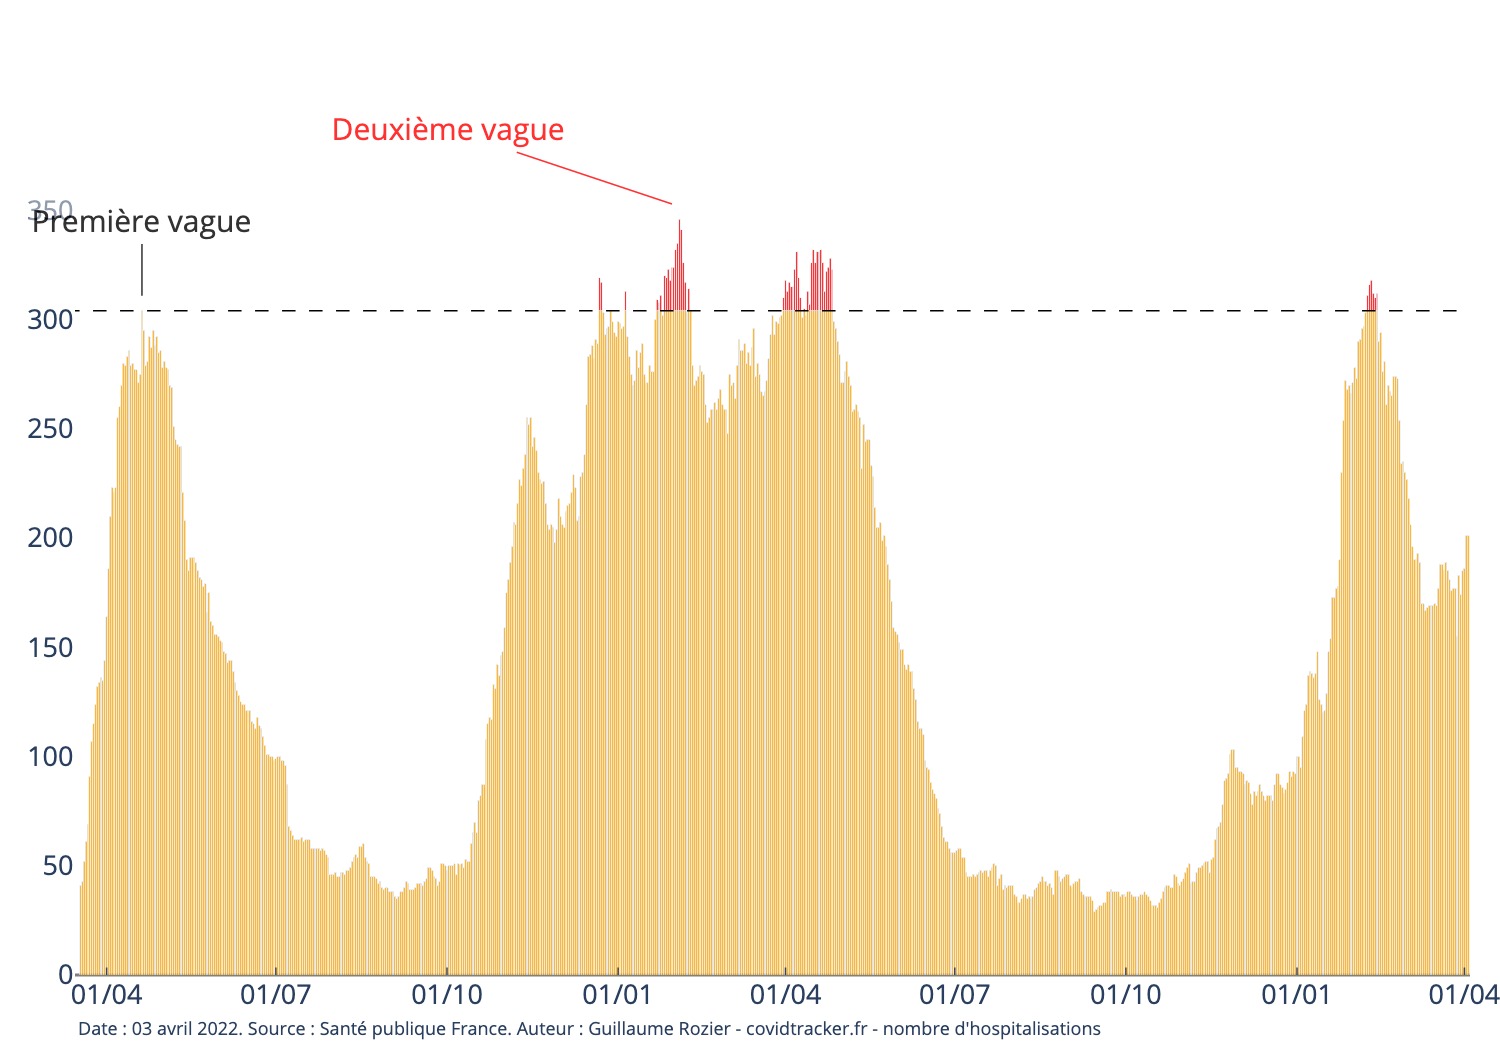 Deuxième vague
350
Première vague
300
250
200
150
100
50
0
01/04 01/07 01/10 01/01 01/04 01/07 01/10 01/01 01/04
Date : 03 avril 2022. Source : Santé publique France. Auteur : Guillaume Rozier - covidtracker.fr - nombre d'hospitalisations